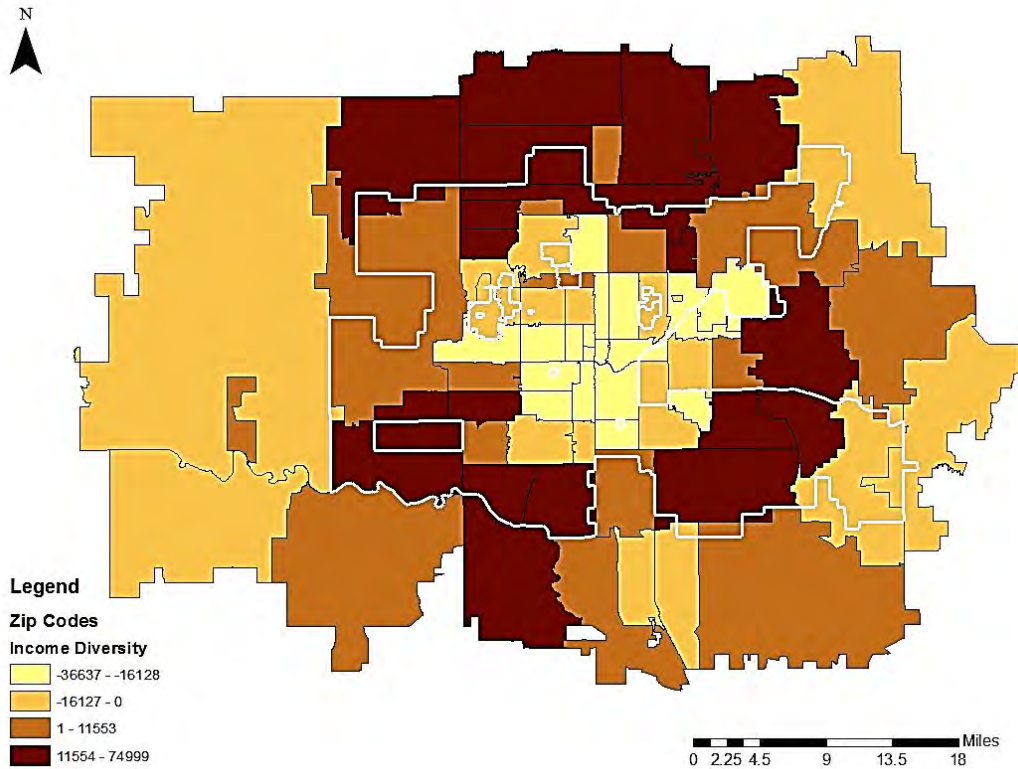 N
Legend
Zip Codes
Income Diversity
-36637 - -16128
-16127 - 0
1 - 11553
11554 - 74999
Miles
0 2.25 4.5 9 13.5 18